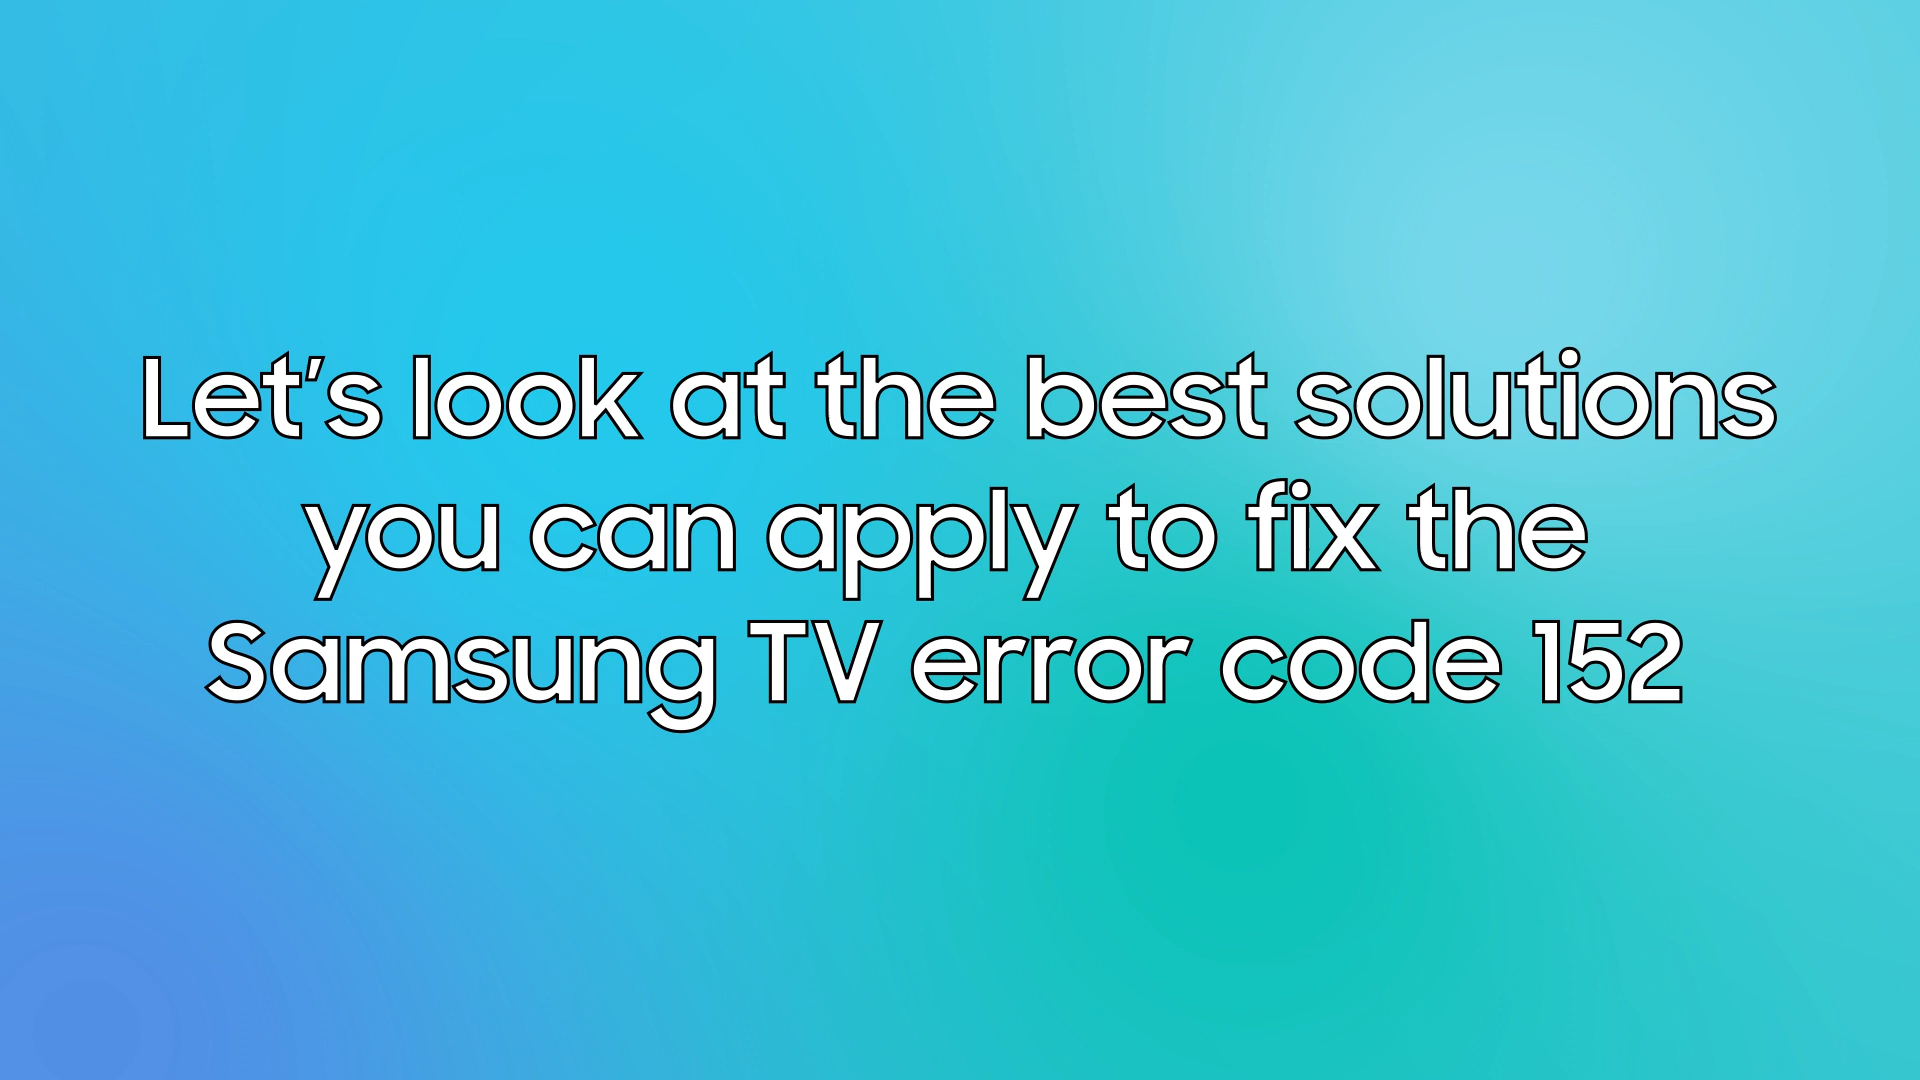 Let’s look at the best solutions
you can apply to fix the
Samsung TV error code 152